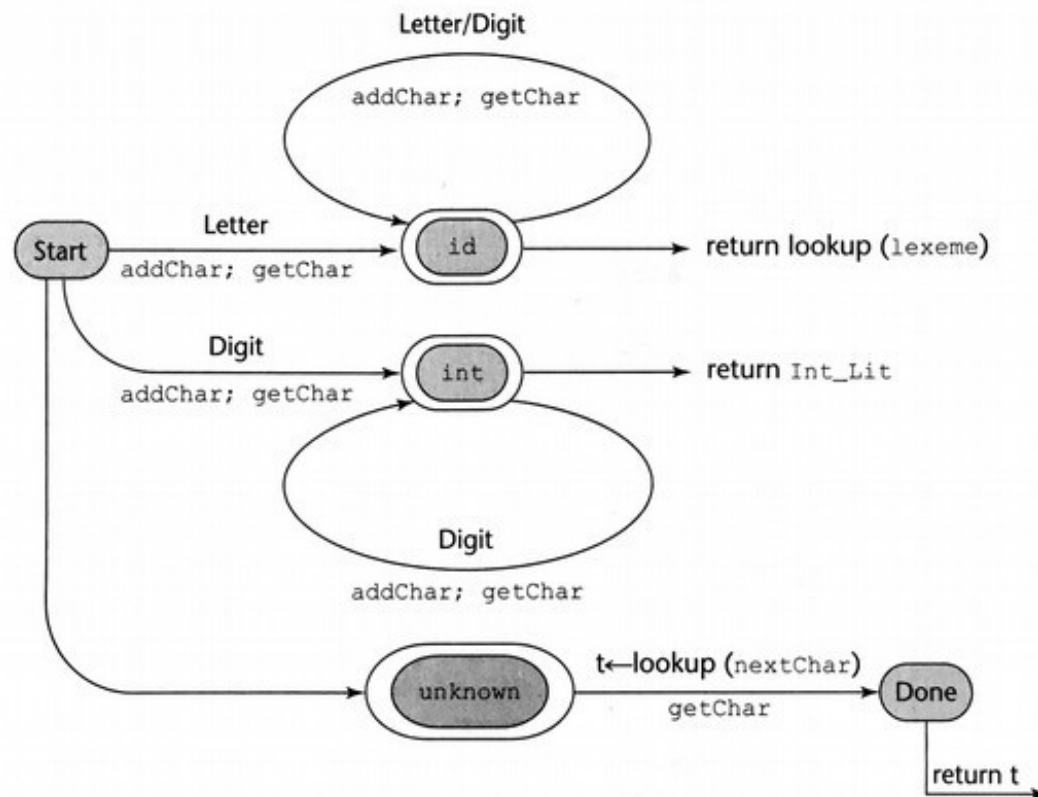 Letter/Digit
addChar; getChar
Letter
Start
id
return lookup (lexeme)
addChar; getChar
Digit
int
return Int_Lit
addChar; getChar
Digit
addChar; getChar
t←lookup (nextChar)
unknown
Done
getChar
return t